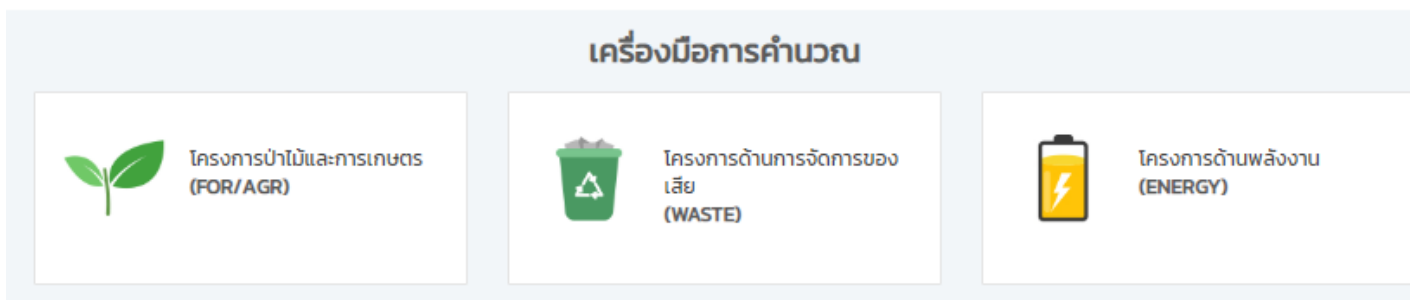 เครื่องมือการคำนวณ
โครงการป่าไม้และการเกษตร
(FOR/AGR)
โครงการด้านการจัดการของ
เสีย
(WASTE)
โครงการด้านพลังงาน
(ENERGY)